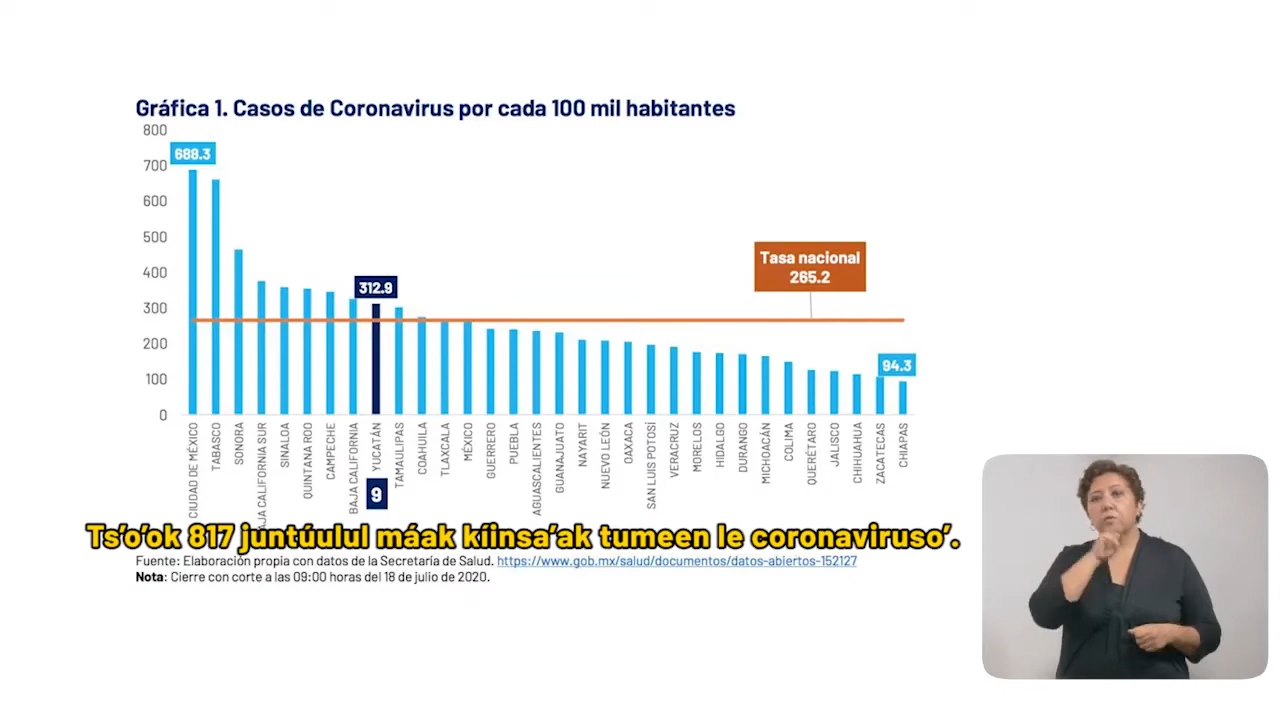 Gráfica 1. Casos de Coronavirus por cada 100 mil habitantes
800
700
600
500
400
300
200
100
0
688.3
312.9
Tasa nacional
265.2
94.3
CIUDAD DE MÉXICO
TABASCO
SONORA
AJA CALIFORNIA SUR
SINALOA
QUINTANA ROO
CAMPECHE
BAJA CALIFORNIA
YUCATÁN
TAMAULIPAS
COAHUILA
TLAXCALA
MÉXICO
GUERRERO
PUEBLA
AGUASCALIENTES
GUANAJUATO
NAYARIT
NUEVO LEÓN
OAXACA
SAN LUIS POTOSÍ
VERACRUZ
MORELOS
HIDALGO
DURANGO
MICHOACÁN
COLIMA
QUERÉTARO
JALISCO
CHIHUAHUA
ZACATECAS
CHIAPAS
9
Ts'o'ok 817 juntúulul máak kíinsa'ak tumeen le coronaviruso'.
Fuente: Elaboración propia con datos de la Secretaría de Salud. https://www.gob.mx/salud/documentos/datos-abiertos-152127
Nota: Cierre con corte a las 09:00 horas del 18 de julio de 2020.